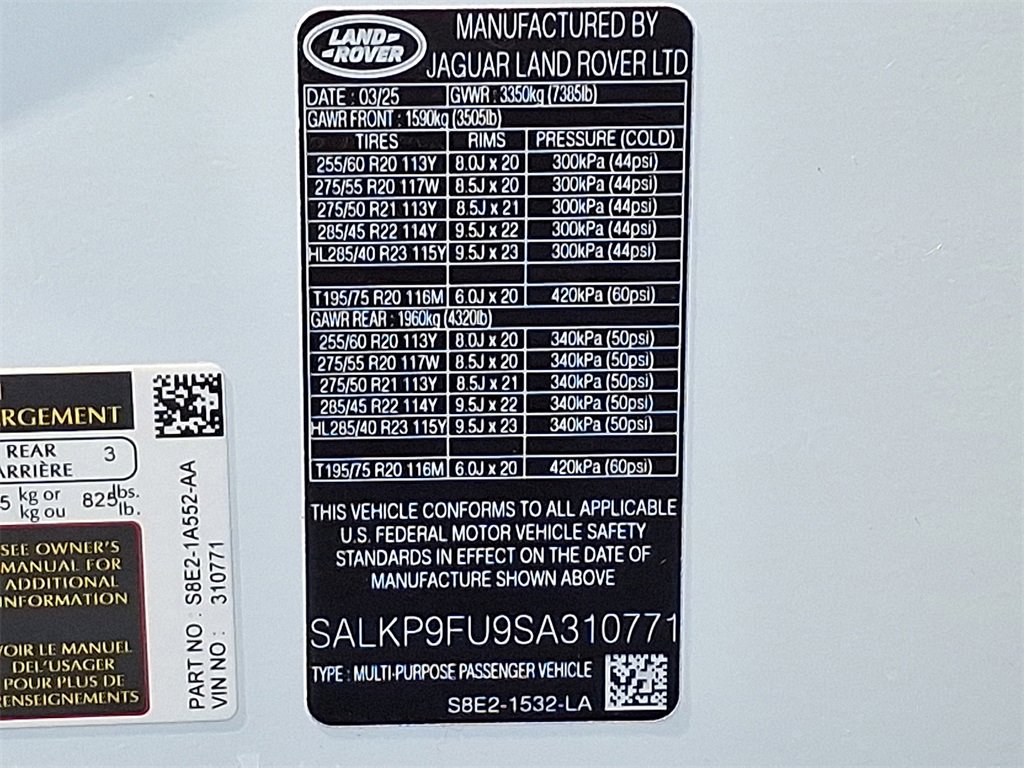 LAND-
-ROVER
MANUFACTURED BY
JAGUAR LAND ROVER LTD
DATE : 03/25 GVWR : 3350kg (7385lb)
GAWR FRONT : 1590kg (3505lb)
TIRES RIMS PRESSURE (COLD)
255/60 R20 113Y 8.0J x 20 300kPa (44psi)
275/55 R20 117W 8.5J x 20 300kPa (44psi)
275/50 R21 113Y 8.5J x 21 300kPa (44psi)
285/45 R22 114Y 9.5J x 22 300kPa (44psi)
HL285/40 R23 115Y 9.5J x 23 300kPa (44psi)
T195/75 R20 116M 6.0J x 20 420kPa (60psi)
GAWR REAR : 1960kg (4320lb)
255/60 R20 113Y 8.0J x 20 340kPa (50psi)
275/55 R20 117W 8.5J x 20 340kPa (50psi)
275/50 R21 113Y 8.5J x 21 340kPa (50psi)
285/45 R22 114Y 9.5J x 22 340kPa (50psi)
HL285/40 R23 115Y 9.5J x 23 340kPa (50psi)
T195/75 R20 116M 6.0J x 20 420kPa (60psi)
THIS VEHICLE CONFORMS TO ALL APPLICABLE
U.S. FEDERAL MOTOR VEHICLE SAFETY
STANDARDS IN EFFECT ON THE DATE OF
MANUFACTURE SHOWN ABOVE
SALKP9FU9SA310771
TYPE : MULTI-PURPOSE PASSENGER VEHICLE
S8E2-1532-LA
RGEMENT
REAR 3
ARRIÈRE
5 kg or 825 lbs.
kg ou lb.
SEE OWNER'S
MANUAL FOR
ADDITIONAL
INFORMATION
VOIR LE MANUEL
DEL'USAGER
POUR PLUS DE
RENSEIGNEMENTS
PART NO : S8E2-1A552-AA
VIN NO : 310771